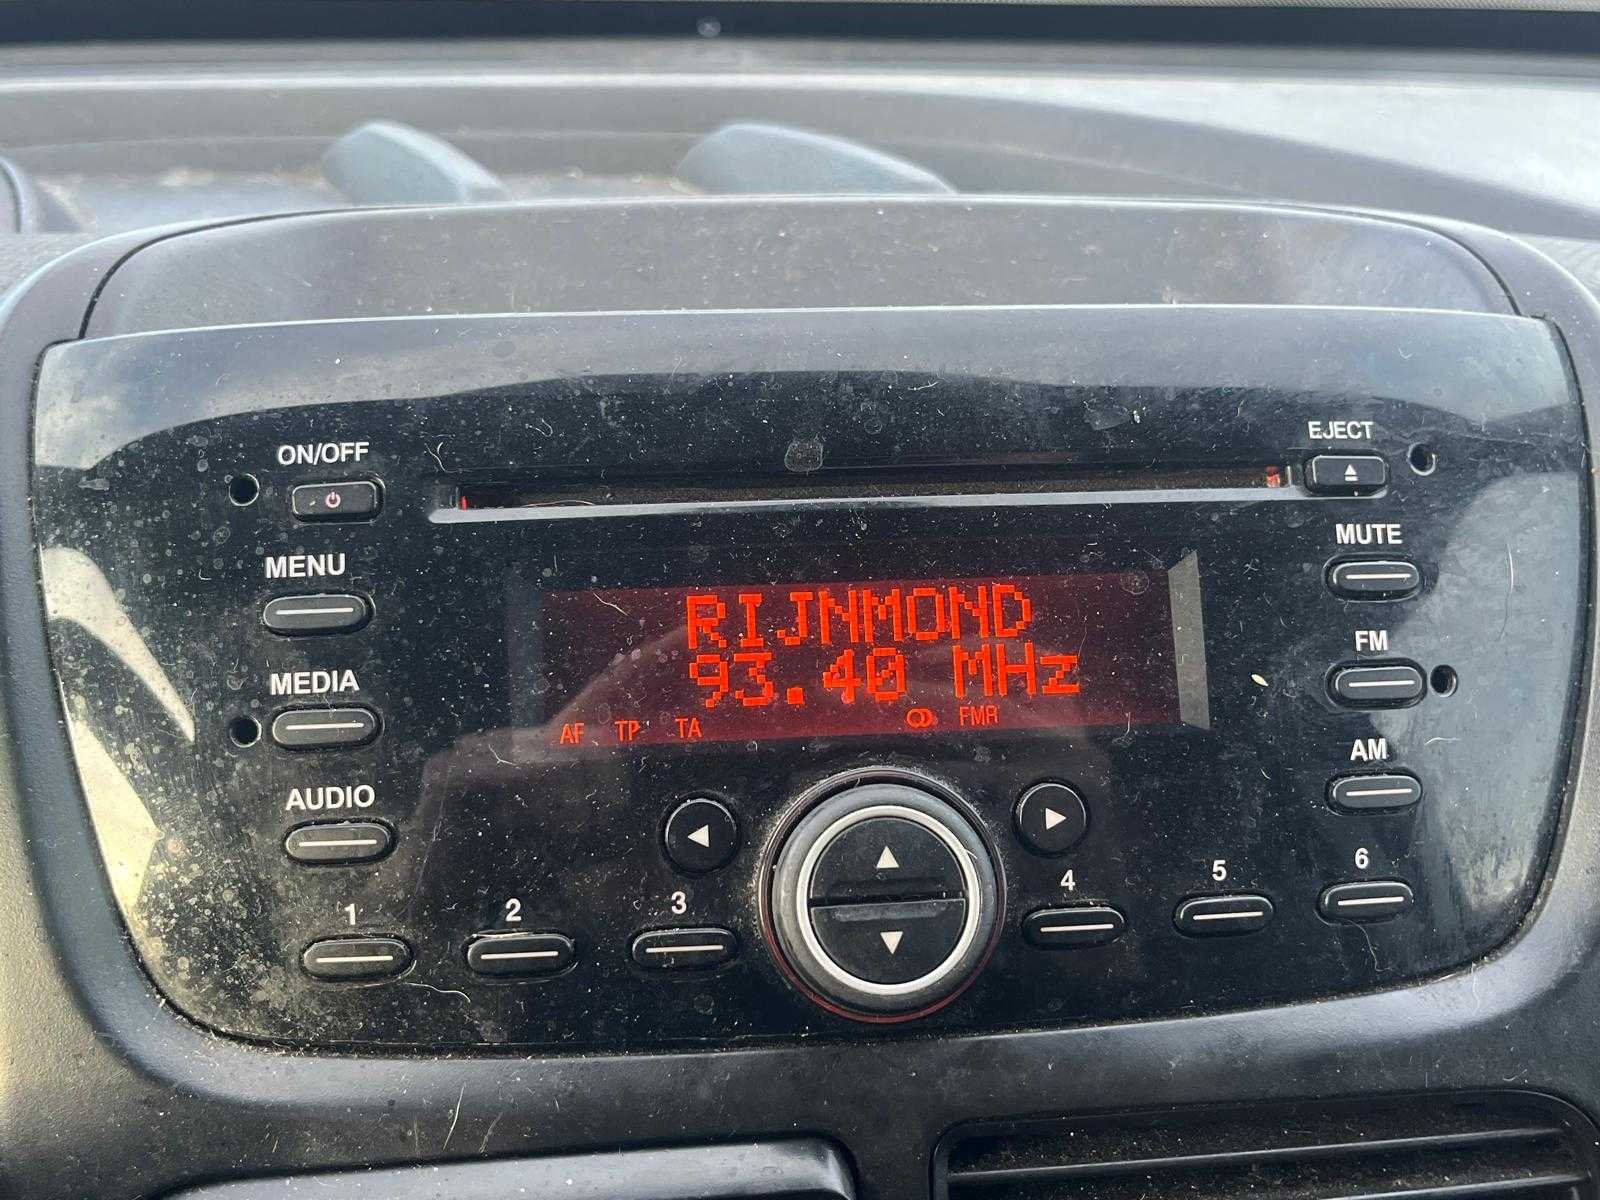 ON/OFF
EJECT
MENU
MUTE
RIJNMOND
93.40 MHz
AF TP TA FMR
MEDIA
FM
AUDIO
AM
1
2
3
4
5
6